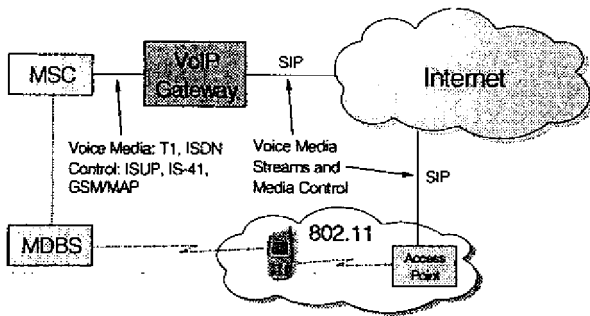 MSC
VoIP
Gateway
SIP
Internet
Voice Media: T1, ISDN
Control: ISUP, IS-41,
GSM/MAP
Voice Media
Streams and
Media Control
SIP
MDBS
802.11
Access
Point